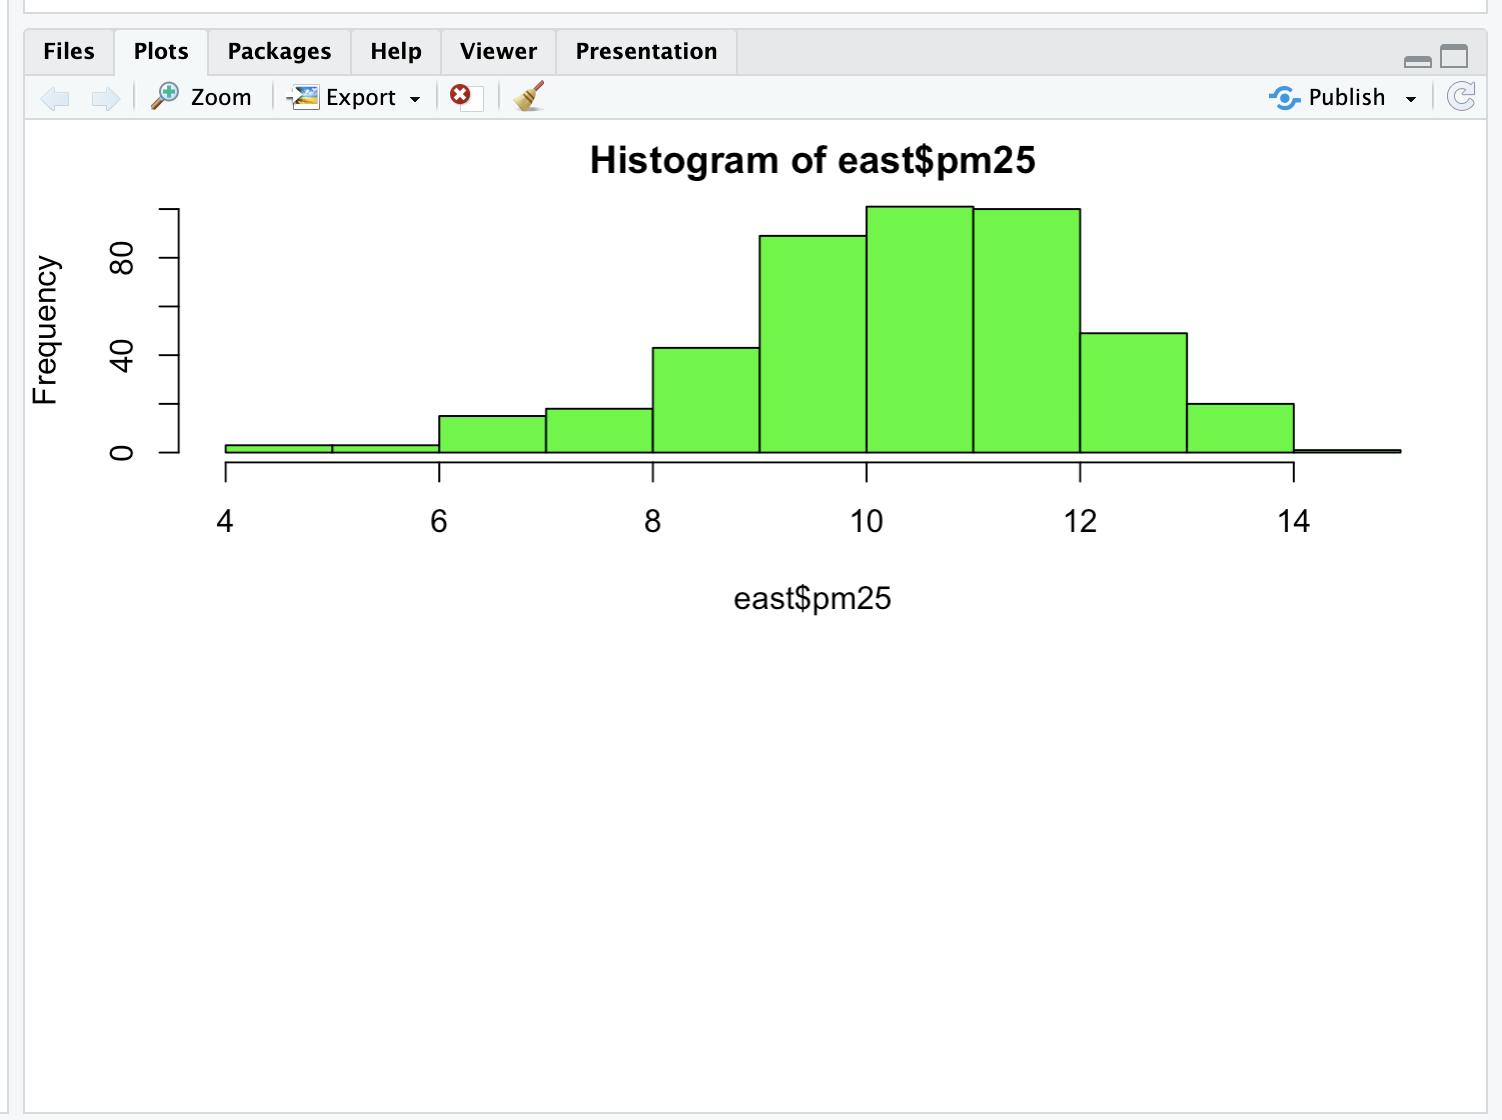 Files Plots Packages Help Viewer Presentation
Zoom Export Publish
Histogram of east$pm25
Frequency
80
40
0
4 6 8 10 12 14
east$pm25